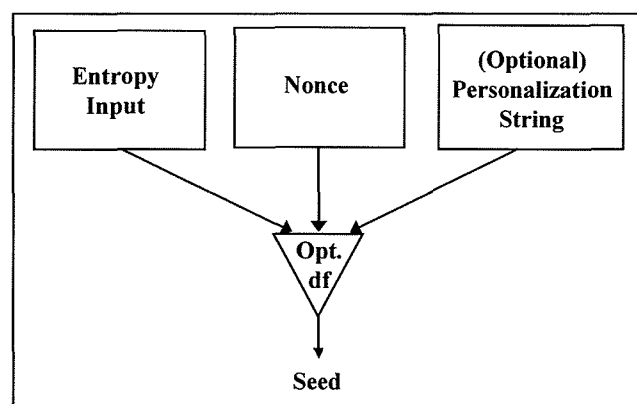 Entropy
Input
Nonce
(Optional)
Personalization
String
Opt.
df
Seed